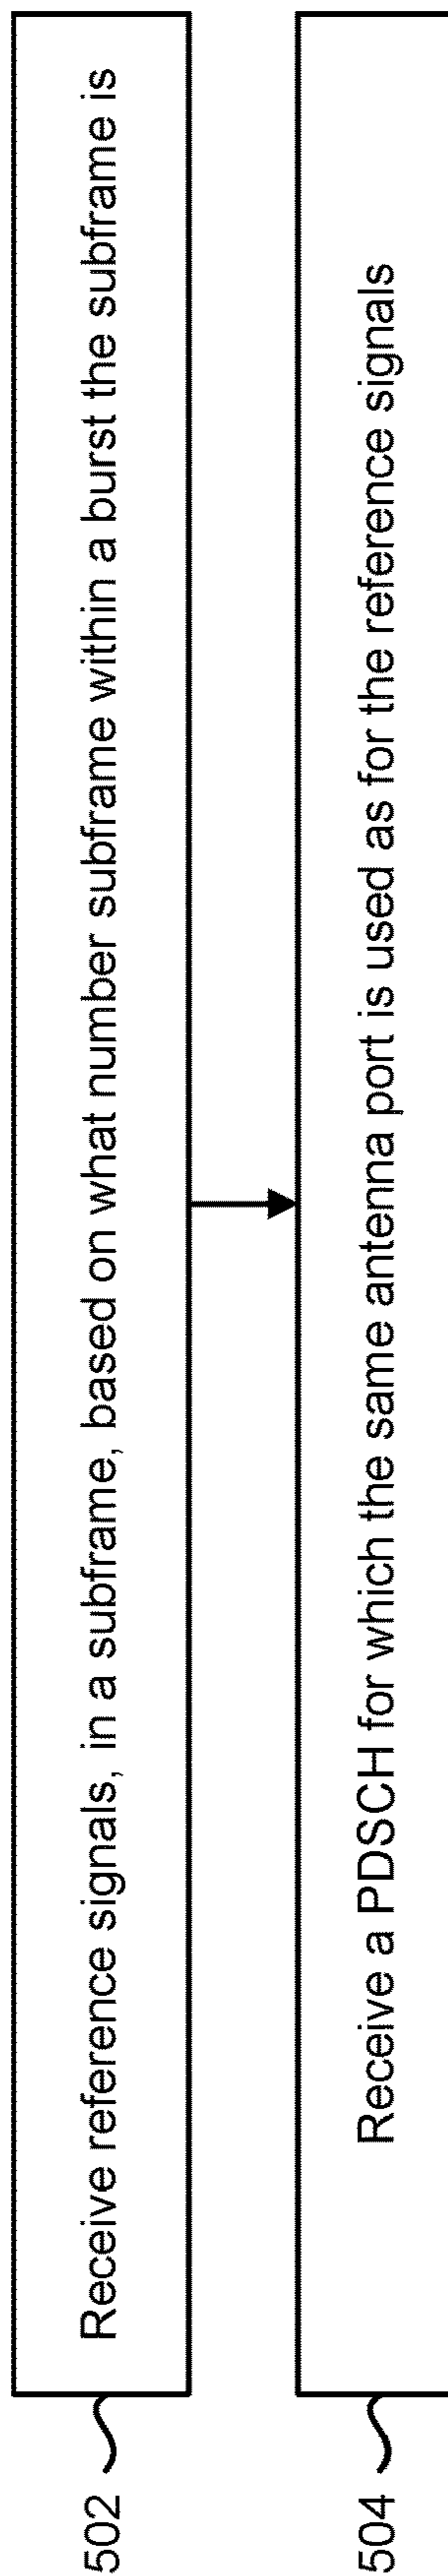 502
Receive reference signals, in a subframe, based on what number subframe within a burst the subframe is
504
Receive a PDSCH for which the same antenna port is used as for the reference signals